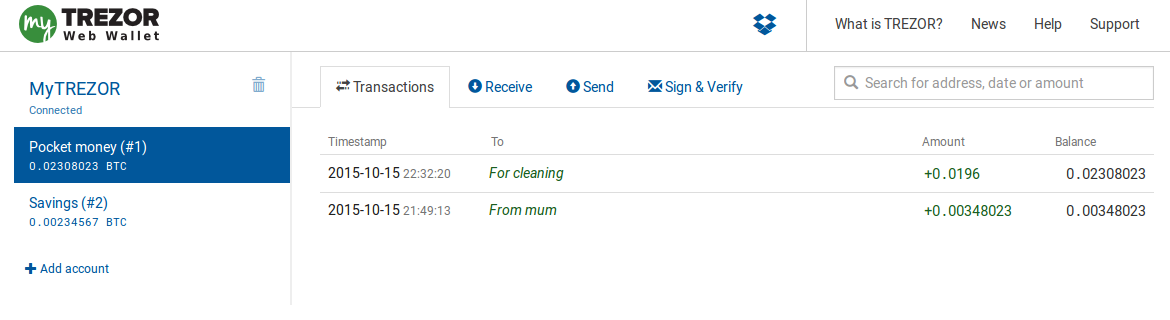 my TREZOR
Web Wallet
What is TREZOR? News Help Support
MyTREZOR
Connected
Pocket money (#1)
0.02308023 BTC
Savings (#2)
0.00234567 BTC
Add account
Transactions Receive Send Sign & Verify
Search for address, date or amount
Timestamp To Amount Balance
2015-10-15 22:32:20 For cleaning +0.0196 0.02308023
2015-10-15 21:49:13 From mum +0.00348023 0.00348023